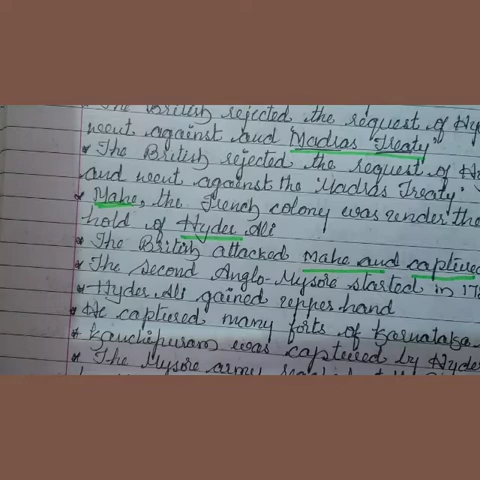 The British rejected the request of Hy
went against and Madras Treaty"
* The British rejected the request of H
and went against the "Madras Treaty"
* Mahe, the French colony was under the
hold of Hyder Ali
* The British attacked Mahe and captured
* The second Anglo-Mysore started in 178
* Hyder Ali gained upper hand
* He captured many forts of Karnataka
* Kanchipuram was captured by Hyder
* The Mysore army